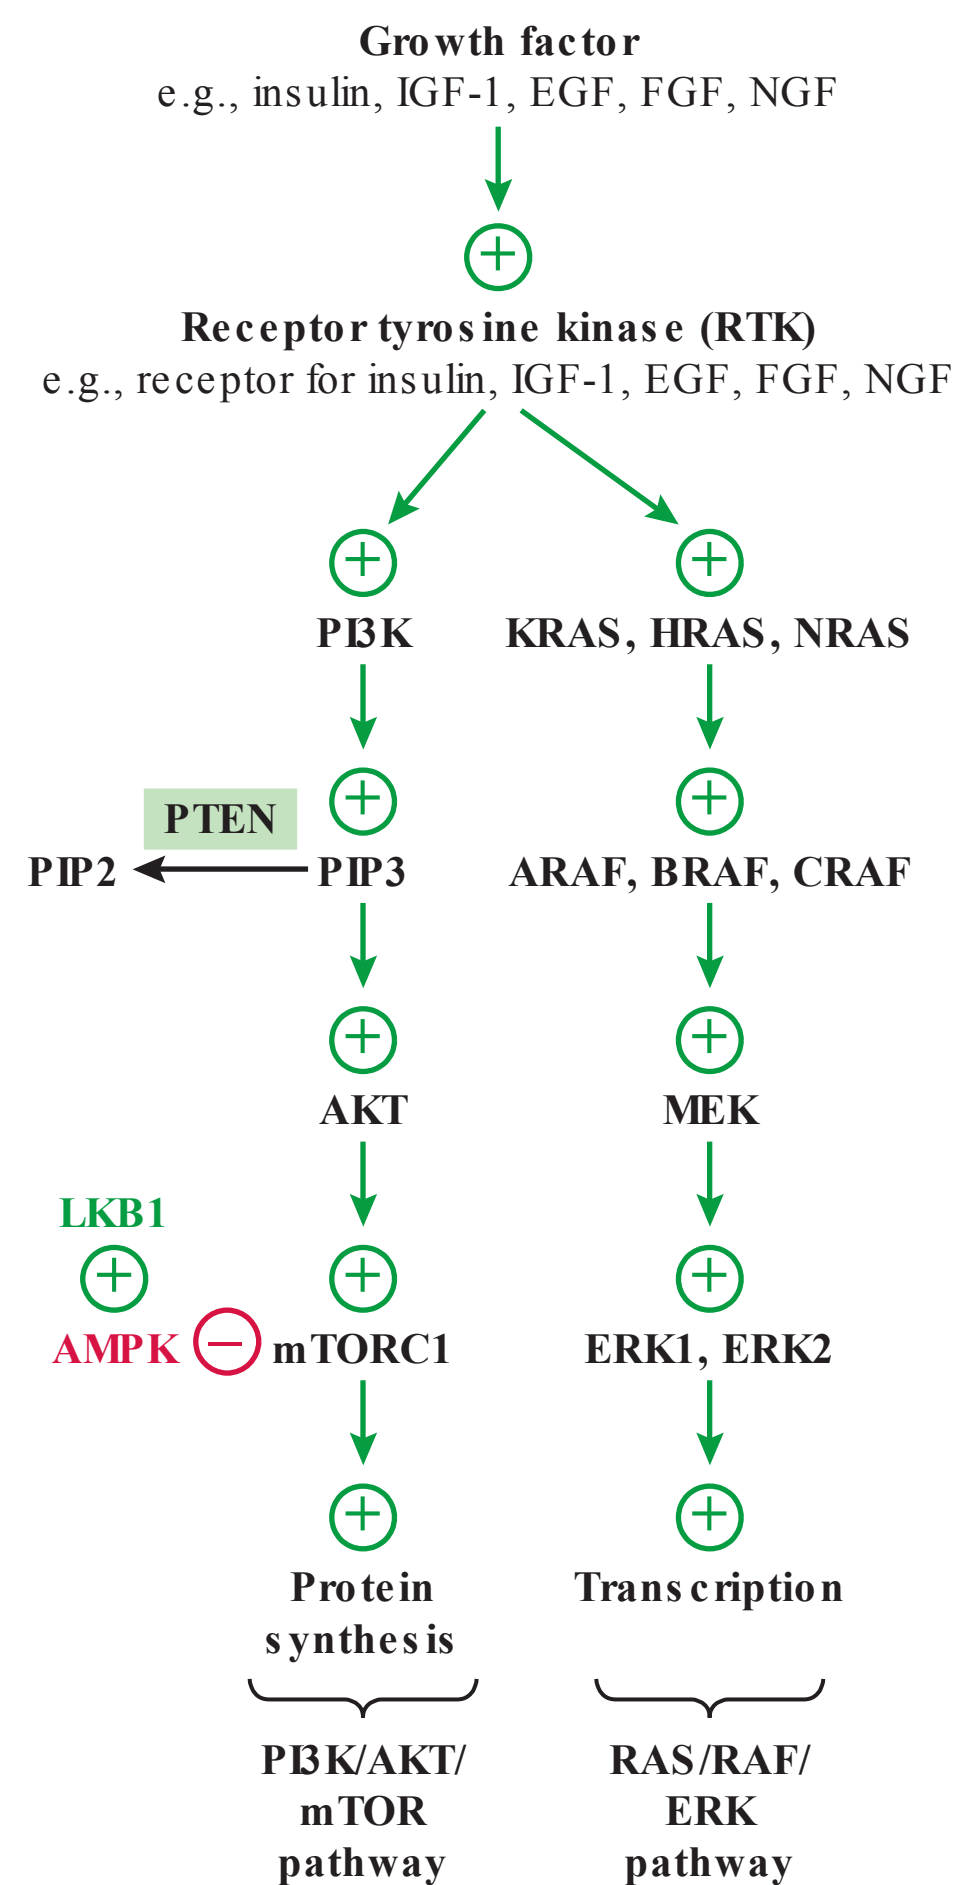 Growth factor
e.g., insulin, IGF-1, EGF, FGF, NGF
Receptor tyrosine kinase (RTK)
e.g., receptor for insulin, IGF-1, EGF, FGF, NGF
PI3K
KRAS, HRAS, NRAS
PTEN
PIP2
PIP3
ARAF, BRAF, CRAF
AKT
MEK
LKB1
AMPK
mTORC1
ERK1, ERK2
Protein
synthesis
Transcription
PI3K/AKT/
mTOR
pathway
RAS/RAF/
ERK
pathway